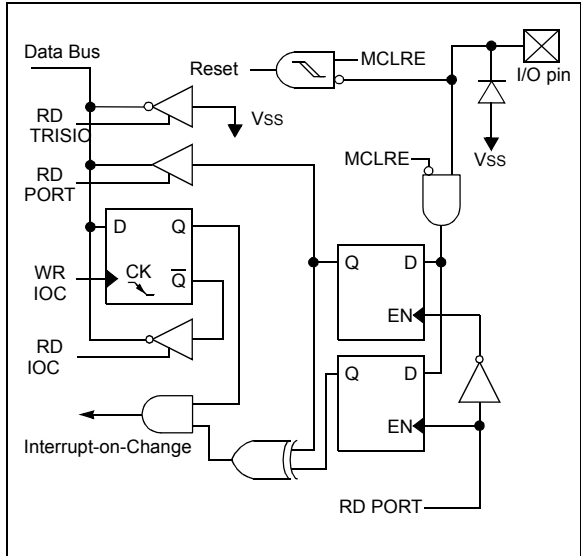 Data Bus
MCLRE
Reset
I/O pin
RD
TRISIO
VSS
VSS
RD
PORT
MCLRE
D Q
WR
IOC
CK
Q
Q D
EN
RD
IOC
Q D
EN
Interrupt-on-Change
RD PORT